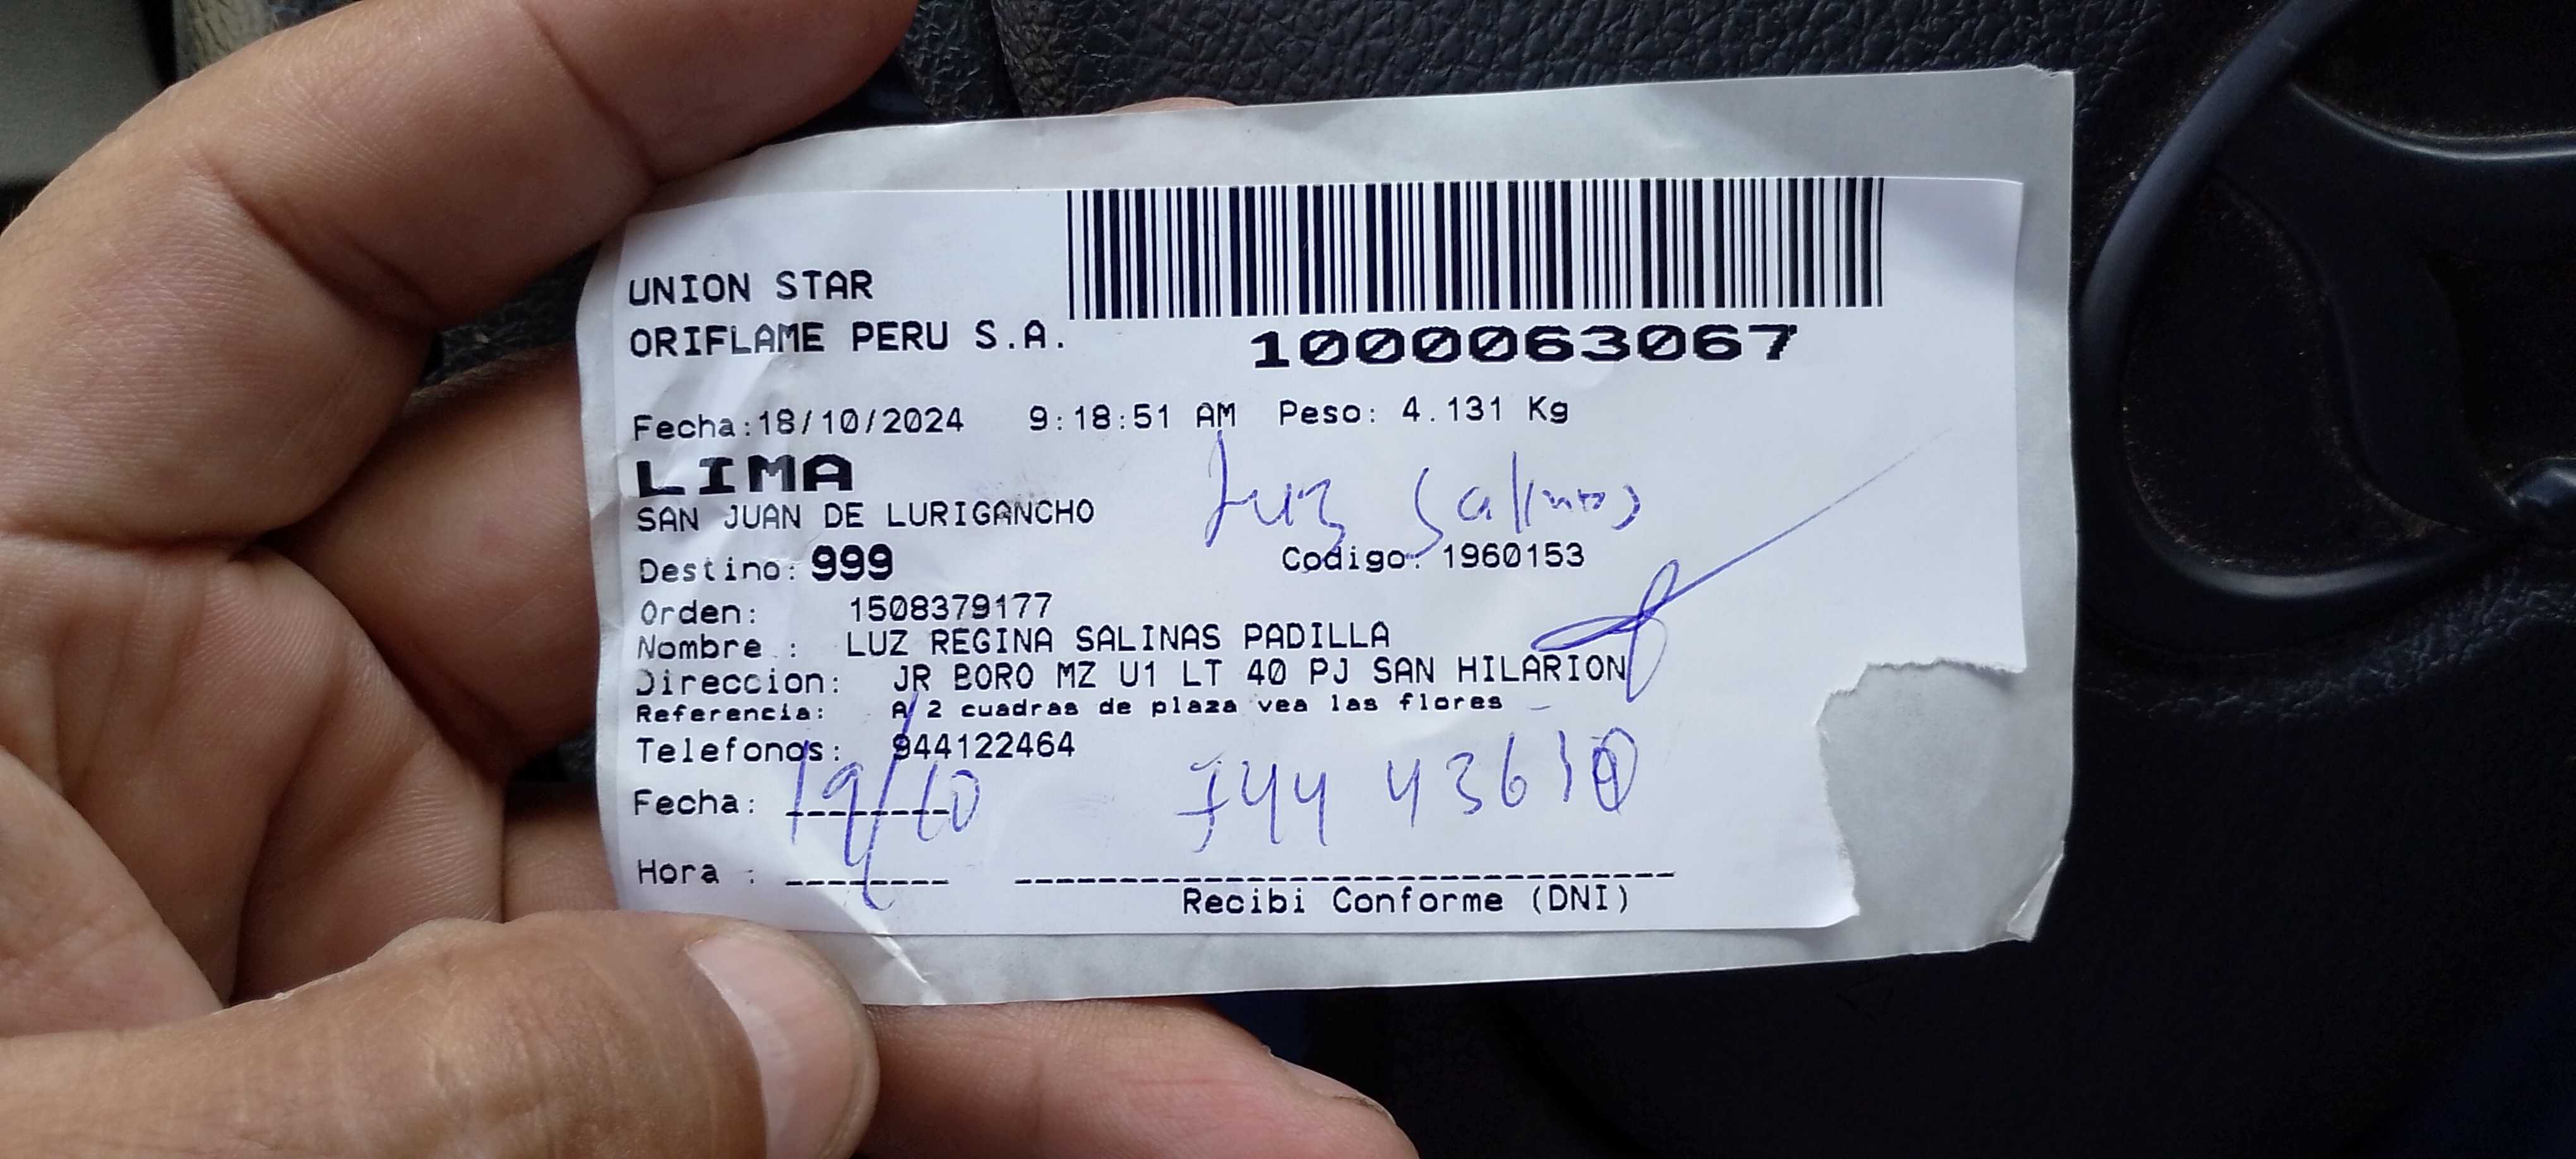 UNION STAR
ORIFLAME PERU S.A.
1000063067
Fecha:18/10/2024 9:18:51 AM Peso: 4.131 Kg
LIMA
SAN JUAN DE LURIGANCHO
Luz Salinas
Destino: 999 Codigo: 1960153
Orden: 1508379177
Nombre : LUZ REGINA SALINAS PADILLA
Direccion: JR BORO MZ U1 LT 40 PJ SAN HILARION
Referencia: A 2 cuadras de plaza vea las flores
Telefonos: 944122464
Fecha: 19/10
Hora :
Recibi Conforme (DNI)